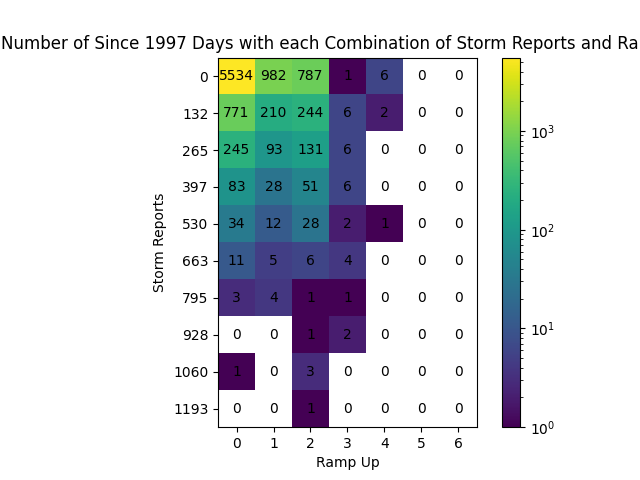 Number of Since 1997 Days with each Combination of Storm Reports and Ra
0 5534 982 787 1 6 0 0
132 771 210 244 6 2 0 0
265 245 93 131 6 0 0 0
397 83 28 51 6 0 0 0
530 34 12 28 2 1 0 0
663 11 5 6 4 0 0 0
795 3 4 1 1 0 0 0
928 0 0 1 2 0 0 0
1060 1 0 3 0 0 0 0
1193 0 0 1 0 0 0 0
0 1 2 3 4 5 6
Ramp Up
Storm Reports
10³
10²
10¹
10⁰